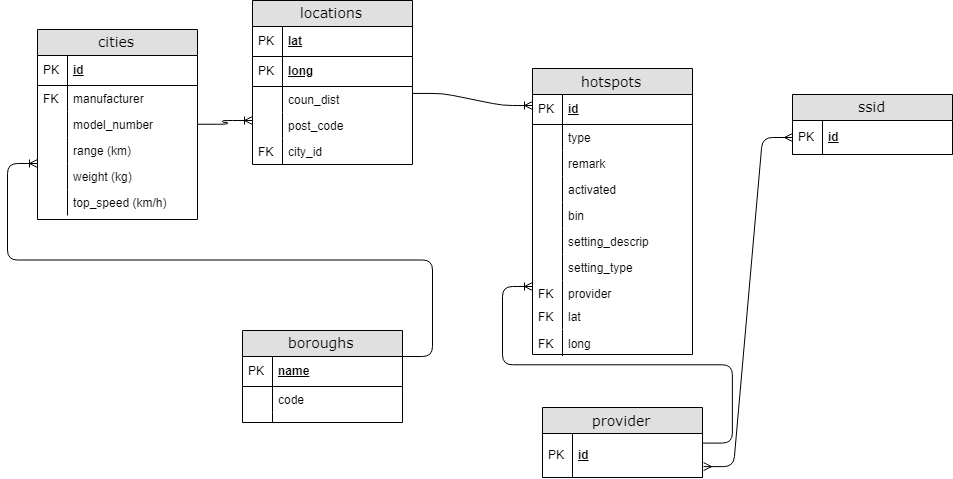 cities
PK id
FK manufacturer
model_number
range (km)
weight (kg)
top_speed (km/h)
locations
PK lat
PK long
coun_dist
post_code
FK city_id
hotspots
PK id
type
remark
activated
bin
setting_descrip
setting_type
FK provider
FK lat
FK long
ssid
PK id
boroughs
PK name
code
provider
PK id